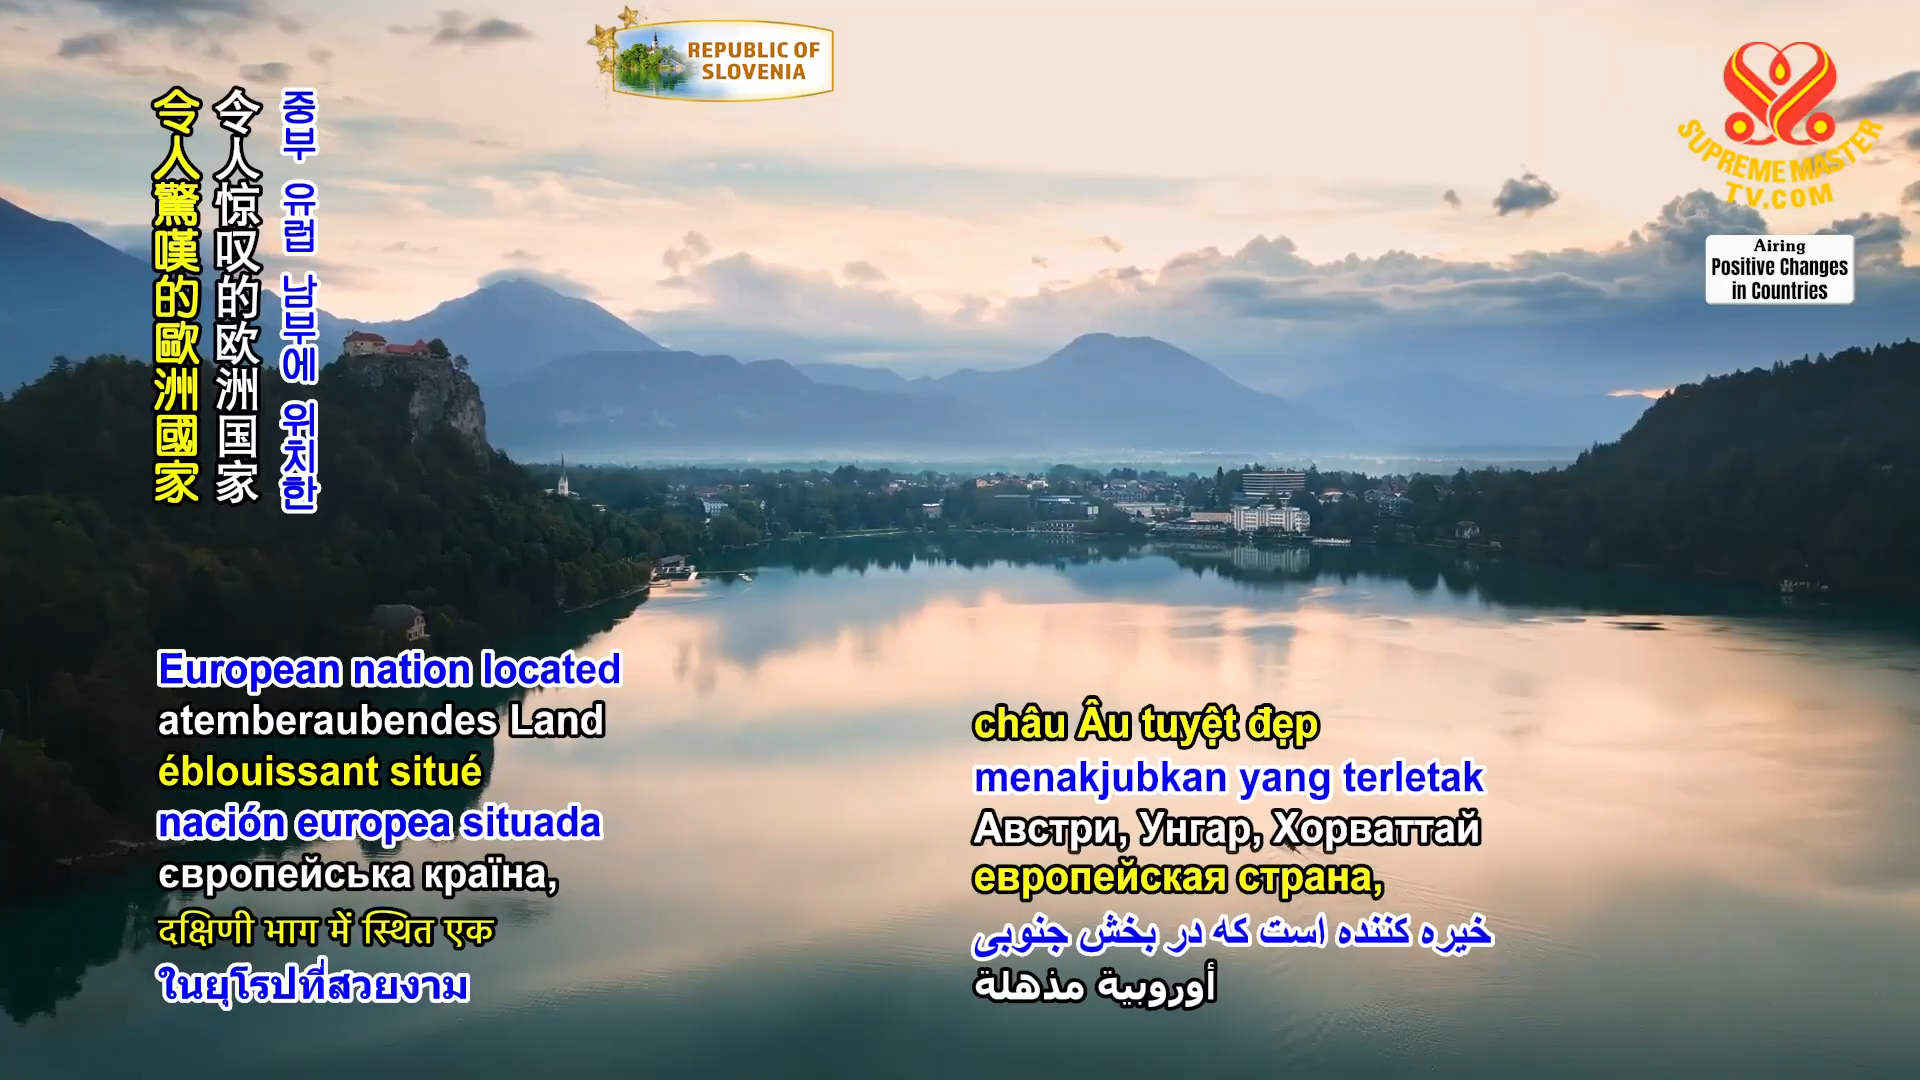 REPUBLIC OF
SLOVENIA
SUPREME MASTER
TV.COM
Airing
Positive Changes
in Countries
令人驚嘆的歐洲國家
令人惊叹的欧洲国家
중부 유럽 남부에 위치한
European nation located
atemberaubendes Land
éblouissant situé
nación europea situada
європейська країна,
दक्षिणी भाग में स्थित एक
ในยุโรปที่สวยงาม
châu Âu tuyệt đẹp
menakjubkan yang terletak
Австри, Унгар, Хорваттай
европейская страна,
خیره کننده است که در بخش جنوبی
أوروبية مذهلة